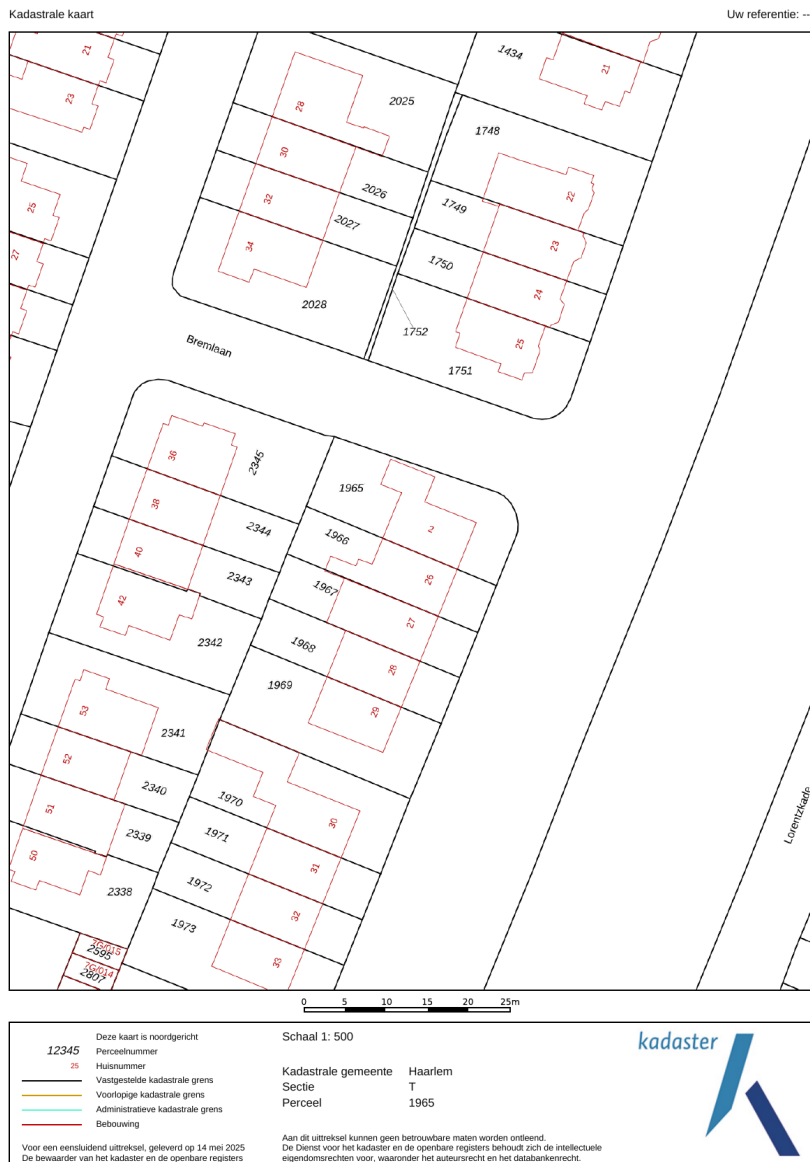 Kadastrale kaart
Uw referentie: --
21
23
25
27
28
30
32
34
2025
2026
2027
2028
1434
21
1748
22
1749
23
1750
24
1752
25
1751
Bremlaan
36
38
40
42
2345
2344
2343
2342
1965
2
1966
26
1967
27
1968
28
1969
29
53
52
51
50
2341
2340
2339
2338
1970
30
1971
31
1972
32
1973
33
2G/015
2595
2G/014
2807
Lorentzkade
0 5 10 15 20 25m
Deze kaart is noordgericht
12345 Perceelnummer
25 Huisnummer
Vastgestelde kadastrale grens
Voorlopige kadastrale grens
Administratieve kadastrale grens
Bebouwing
Voor een eensluidend uittreksel, geleverd op 14 mei 2025
De bewaarder van het kadaster en de openbare registers
Schaal 1: 500
Kadastrale gemeente Haarlem
Sectie T
Perceel 1965
Aan dit uittreksel kunnen geen betrouwbare maten worden ontleend.
De Dienst voor het kadaster en de openbare registers behoudt zich de intellectuele
eigendomsrechten voor, waaronder het auteursrecht en het databankenrecht.
kadaster